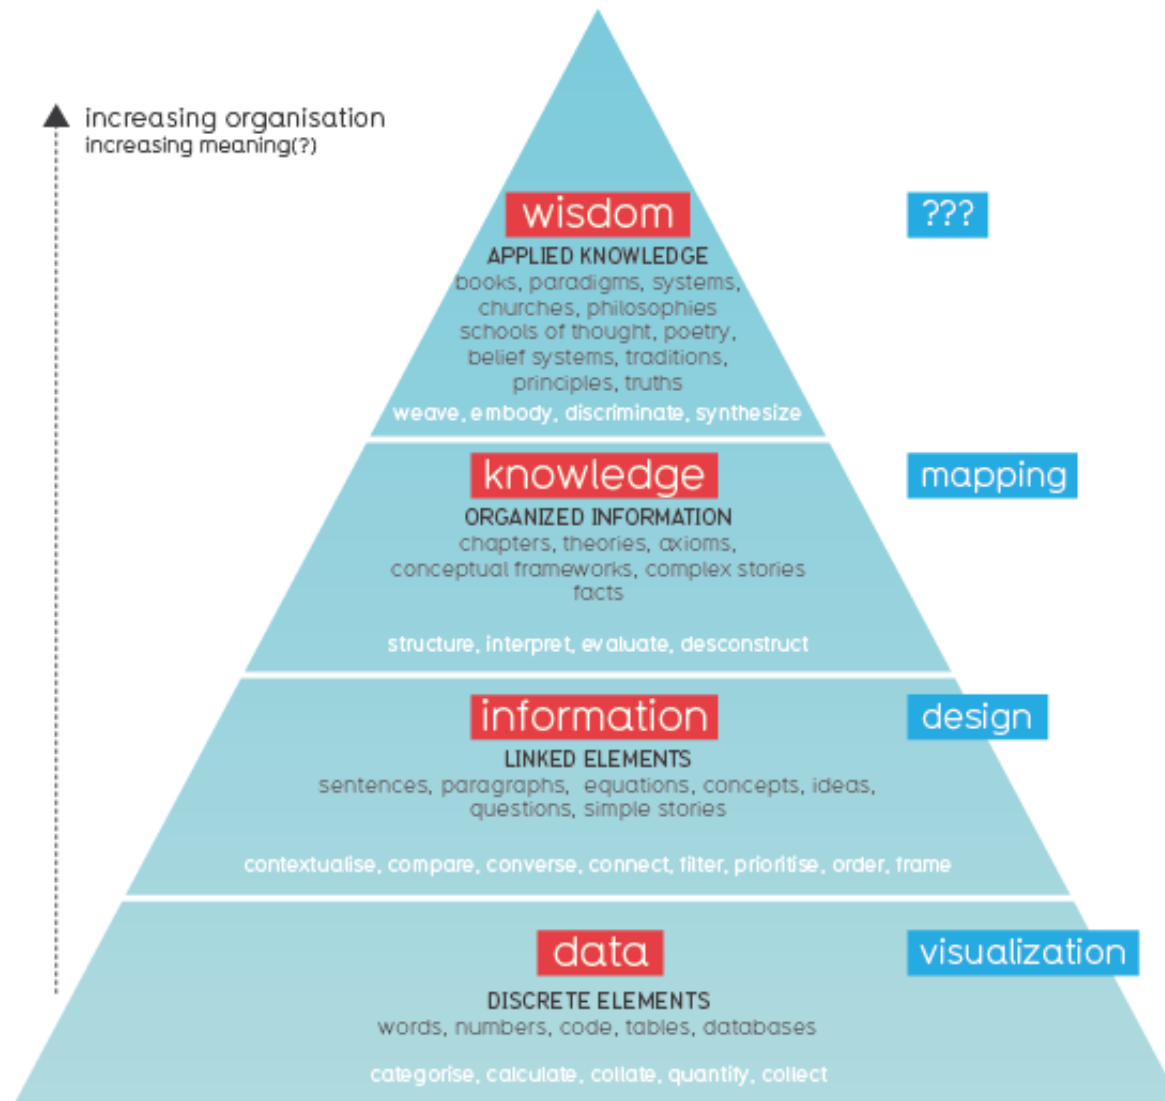 increasing organisation
increasing meaning(?)
wisdom
???
APPLIED KNOWLEDGE
books, paradigms, systems,
churches, philosophies
schools of thought, poetry,
belief systems, traditions,
principles, truths
weave, embody, discriminate, synthesize
knowledge
mapping
ORGANIZED INFORMATION
chapters, theories, axioms,
conceptual frameworks, complex stories
facts
structure, interpret, evaluate, desconstruct
information
design
LINKED ELEMENTS
sentences, paragraphs, equations, concepts, ideas,
questions, simple stories
contextualise, compare, converse, connect, filter, prioritise, order, frame
data
visualization
DISCRETE ELEMENTS
words, numbers, code, tables, databases
categorise, calculate, collate, quantify, collect